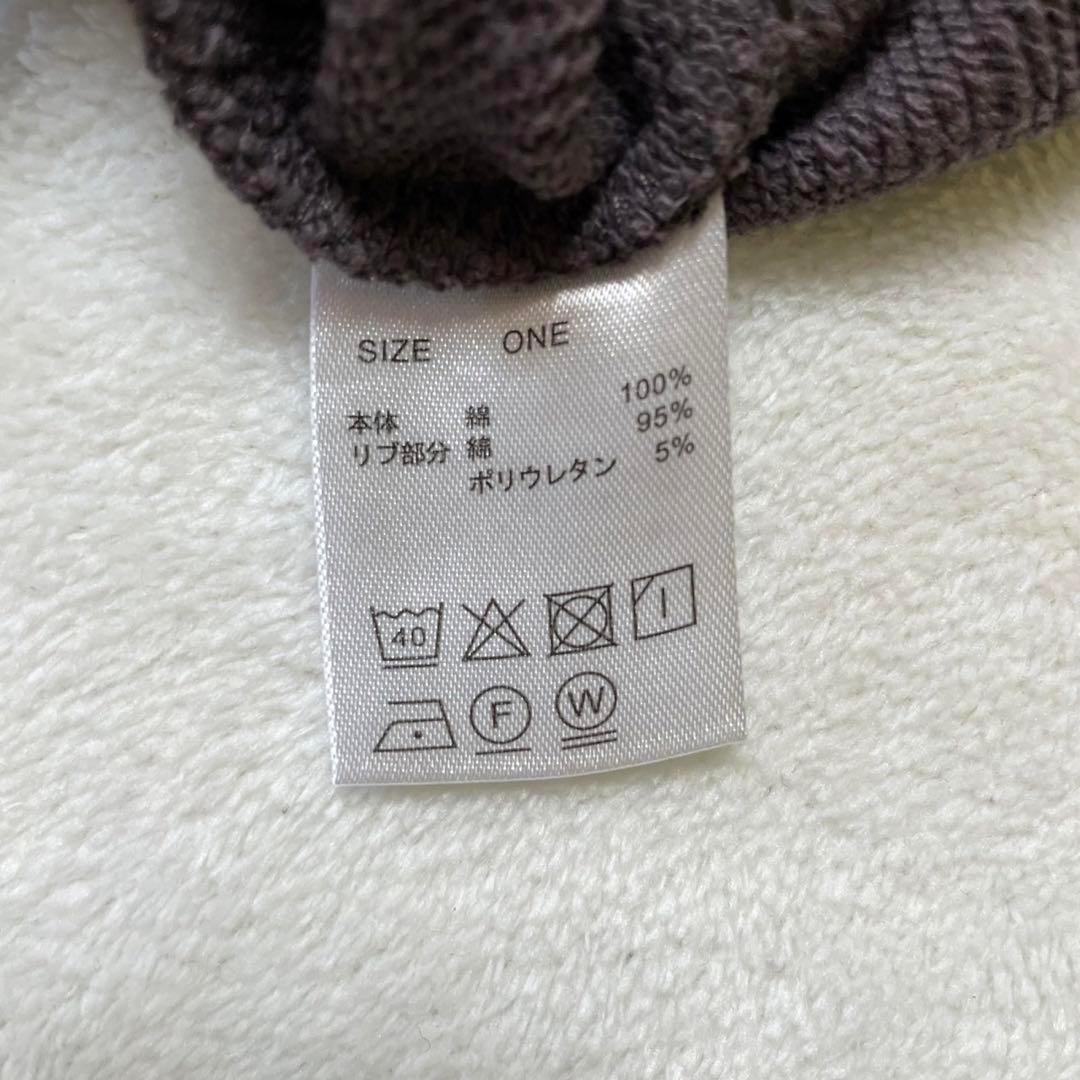 SIZE ONE
本体 綿 100%
リブ部分 綿 95%
ポリウレタン 5%
40
F W